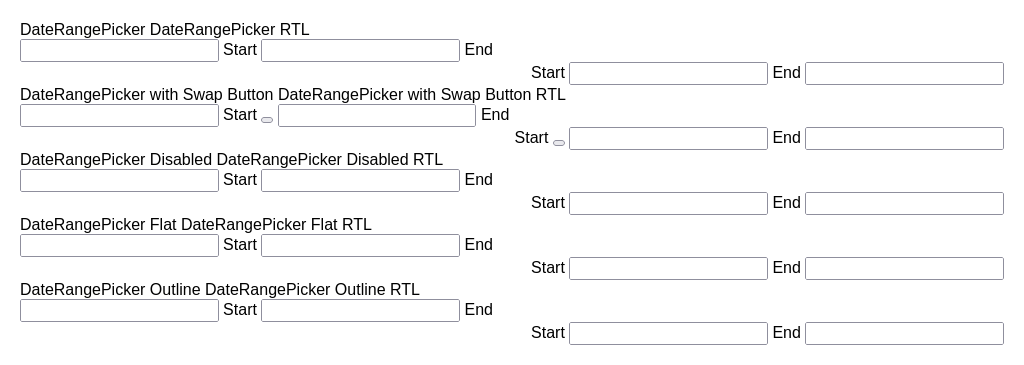 DateRangePicker DateRangePicker RTL
Start End
Start End
DateRangePicker with Swap Button DateRangePicker with Swap Button RTL
Start End
Start End
DateRangePicker Disabled DateRangePicker Disabled RTL
Start End
Start End
DateRangePicker Flat DateRangePicker Flat RTL
Start End
Start End
DateRangePicker Outline DateRangePicker Outline RTL
Start End
Start End